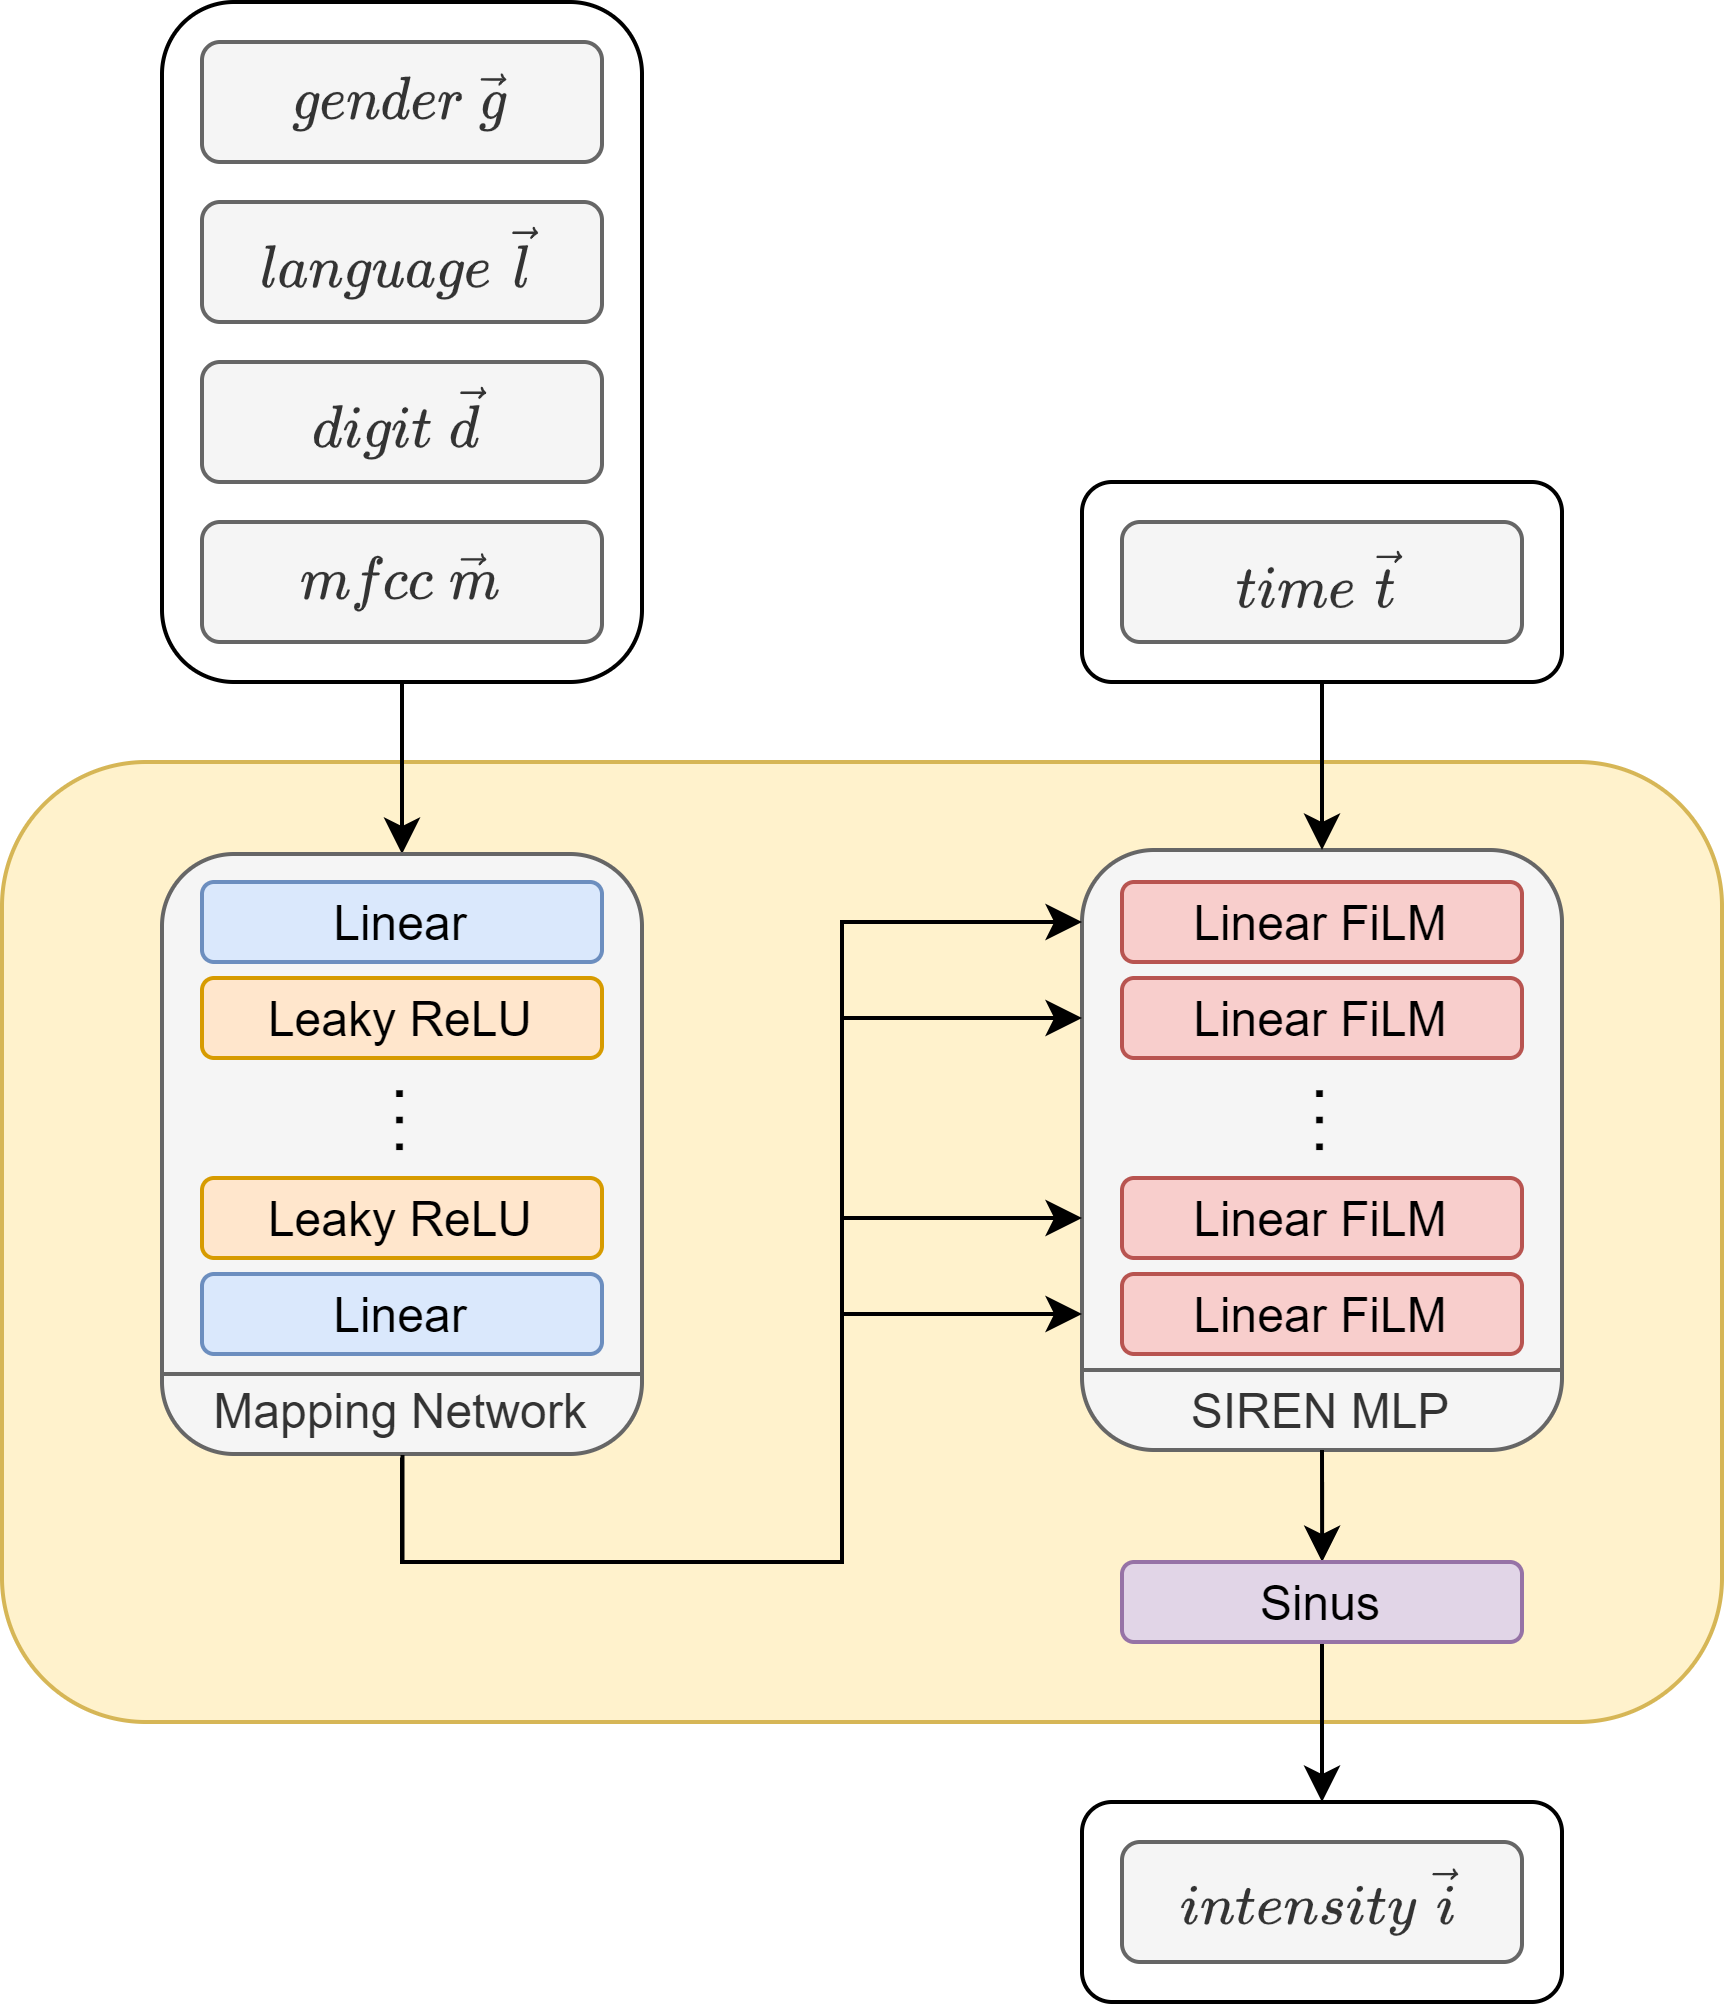 gender $\vec{g}$
language $\vec{l}$
digit $\vec{d}$
mfcc $\vec{m}$
time $\vec{t}$
Linear
Leaky ReLU
⋮
Leaky ReLU
Linear
Mapping Network
Linear FiLM
Linear FiLM
⋮
Linear FiLM
Linear FiLM
SIREN MLP
Sinus
intensity $\vec{i}$